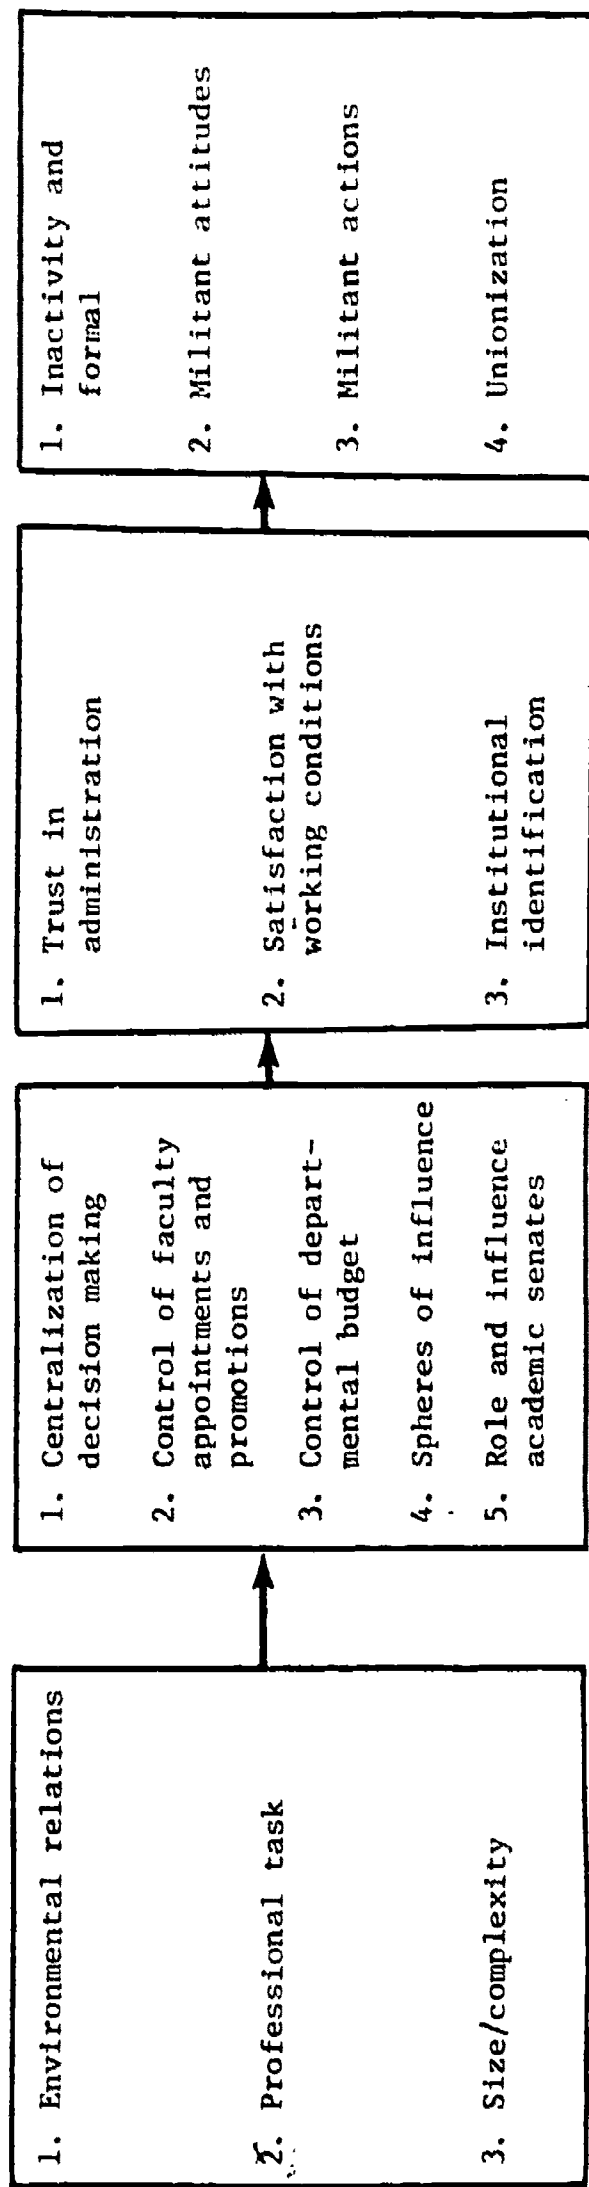 1. Environmental relations
2. Professional task
3. Size/complexity
1. Centralization of
decision making
2. Control of faculty
appointments and
promotions
3. Control of depart-
mental budget
4. Spheres of influence
5. Role and influence
academic senates
1. Trust in
administration
2. Satisfaction with
working conditions
3. Institutional
identification
1. Inactivity and
formal
2. Militant attitudes
3. Militant actions
4. Unionization